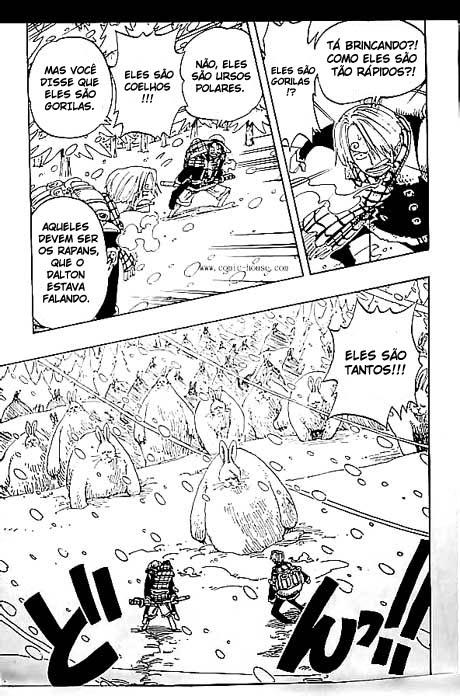 TÁ BRINCANDO?!
COMO ELES SÃO
TÃO RÁPIDOS?!
ELES SÃO
GORILAS
!?
NÃO, ELES
SÃO URSOS
POLARES.
ELES SÃO
COELHOS
!!!
MAS VOCÊ
DISSE QUE
ELES SÃO
GORILAS.
AQUELES
DEVEM SER
OS RAPANS,
QUE O
DALTON
ESTAVA
FALANDO.
www.comic-house.com
ELES SÃO
TANTOS!!!
どんっ!!